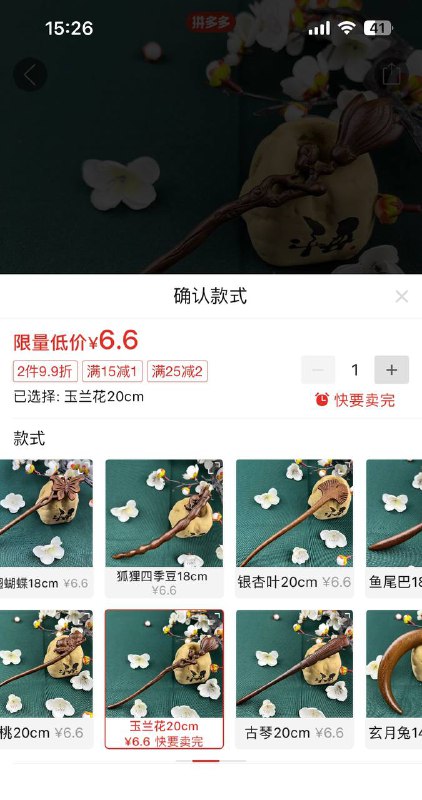 15:26
拼多多
41
确认款式
限量低价¥6.6
2件9.9折 满15减1 满25减2
1
已选择: 玉兰花20cm
快要卖完
款式
蝴蝶18cm ¥6.6
狐狸四季豆18cm
¥6.6
银杏叶20cm ¥6.6
鱼尾巴18
桃20cm ¥6.6
玉兰花20cm
¥6.6 快要卖完
古琴20cm ¥6.6
玄月兔14